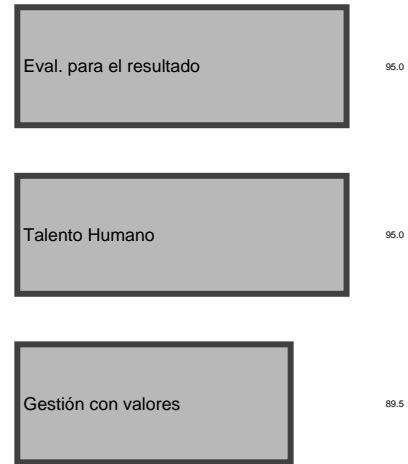 Eval. para el resultado 95.0
Talento Humano 95.0
Gestión con valores 89.5